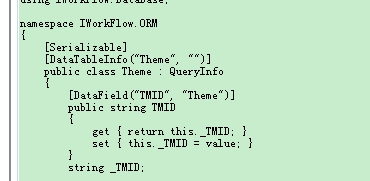 using IWorkFlow.DataBase;
namespace IWorkFlow.ORM
{
[Serializable]
[DataTableInfo("Theme", "")]
public class Theme : QueryInfo
{
[DataField("TMID", "Theme")]
public string TMID
{
get { return this._TMID; }
set { this._TMID = value; }
}
string _TMID;